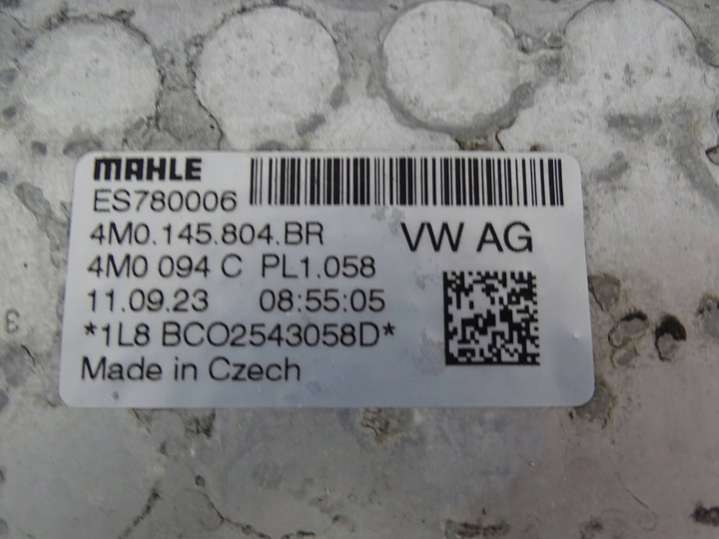 MAHLE
ES780006
4M0.145.804.BR VW AG
4M0 094 C PL1.058
11.09.23 08:55:05
*1L8 BCO2543058D*
Made in Czech
3